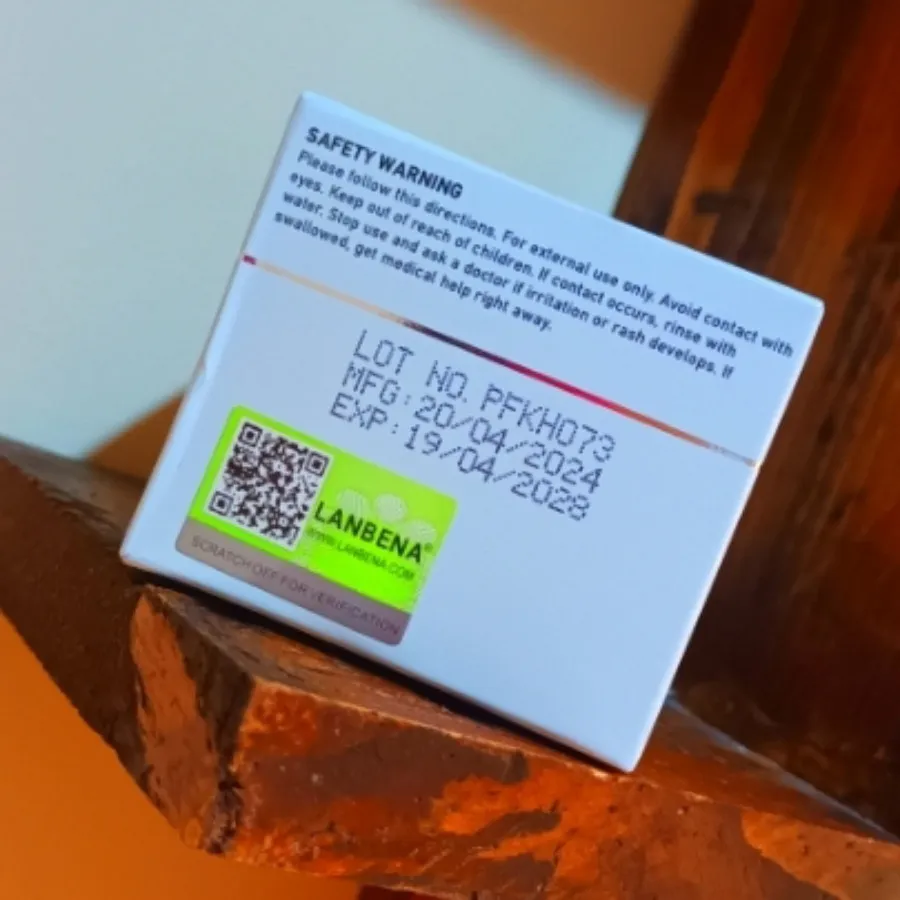 SAFETY WARNING
Please follow this directions. For external use only. Avoid contact with
eyes. Keep out of reach of children. If contact occurs, rinse with
water. Stop use and ask a doctor if irritation or rash develops. If
swallowed, get medical help right away.
LOT NO. PFKH073
MFG:20/04/2024
EXP:19/04/2028
LANBENA®
WWW.LANBENA.COM
SCRATCH OFF FOR VERIFICATION